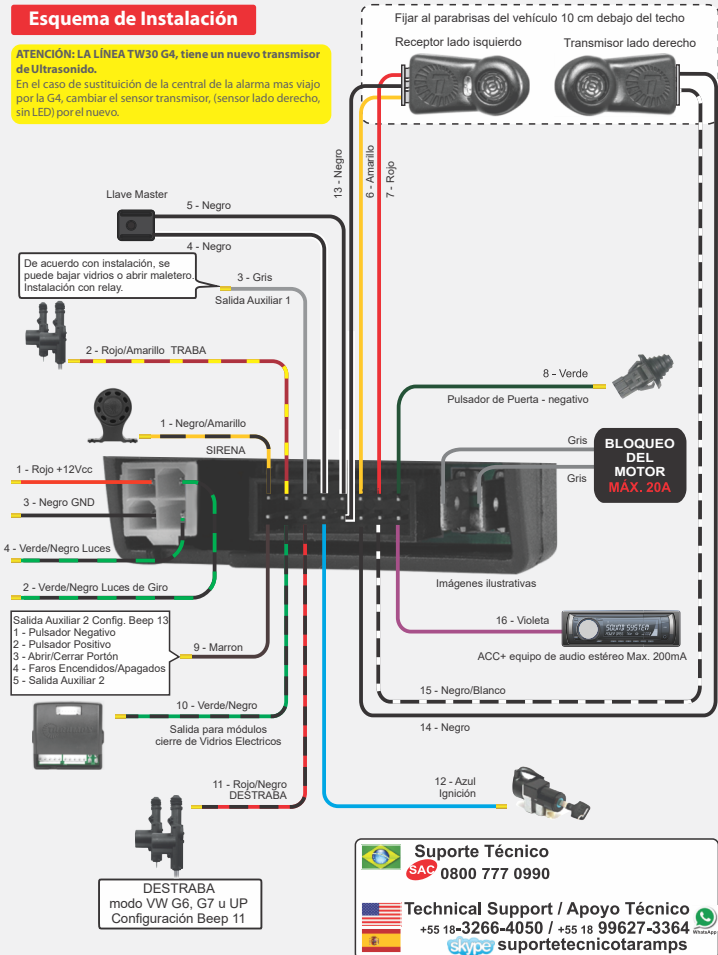 Esquema de Instalación
ATENCIÓN: LA LÍNEA TW30 G4, tiene un nuevo transmisor
de Ultrasonido.
En el caso de sustituición de la central de la alarma mas viajo
por la G4, cambiar el sensor transmisor, (sensor lado derecho,
sin LED) por el nuevo.
Fijar al parabrisas del vehículo 10 cm debajo del techo
Receptor lado izquierdo
Transmisor lado derecho
13 - Negro
6 - Amarillo
7 - Rojo
Llave Master
5 - Negro
4 - Negro
De acuerdo con instalación, se
puede bajar vidrios o abrir maletero.
Instalación con relay.
3 - Gris
Salida Auxiliar 1
2 - Rojo/Amarillo TRABA
8 - Verde
Pulsador de Puerta - negativo
1 - Negro/Amarillo
SIRENA
Gris
Gris
BLOQUEO
DEL
MOTOR
MÁX. 20A
1 - Rojo +12Vcc
3 - Negro GND
4 - Verde/Negro Luces
2 - Verde/Negro Luces de Giro
Imágenes ilustrativas
Salida Auxiliar 2 Config. Beep 13
1 - Pulsador Negativo
2 - Pulsador Positivo
3 - Abrir/Cerrar Portón
4 - Faros Encendidos/Apagados
5 - Salida Auxiliar 2
9 - Marron
16 - Violeta
SOUND SYSTEM
ACC+ equipo de audio estéreo Max. 200mA
15 - Negro/Blanco
14 - Negro
10 - Verde/Negro
Salida para módulos
cierre de Vidrios Electricos
11 - Rojo/Negro
DESTRABA
12 - Azul
Ignición
DESTRABA
modo VW G6, G7 u UP
Configuración Beep 11
Suporte Técnico
SAC 0800 777 0990
Technical Support / Apoyo Técnico
+55 18-3266-4050 / +55 18 99627-3364
WhatsApp
skype suportetecnicotaramps